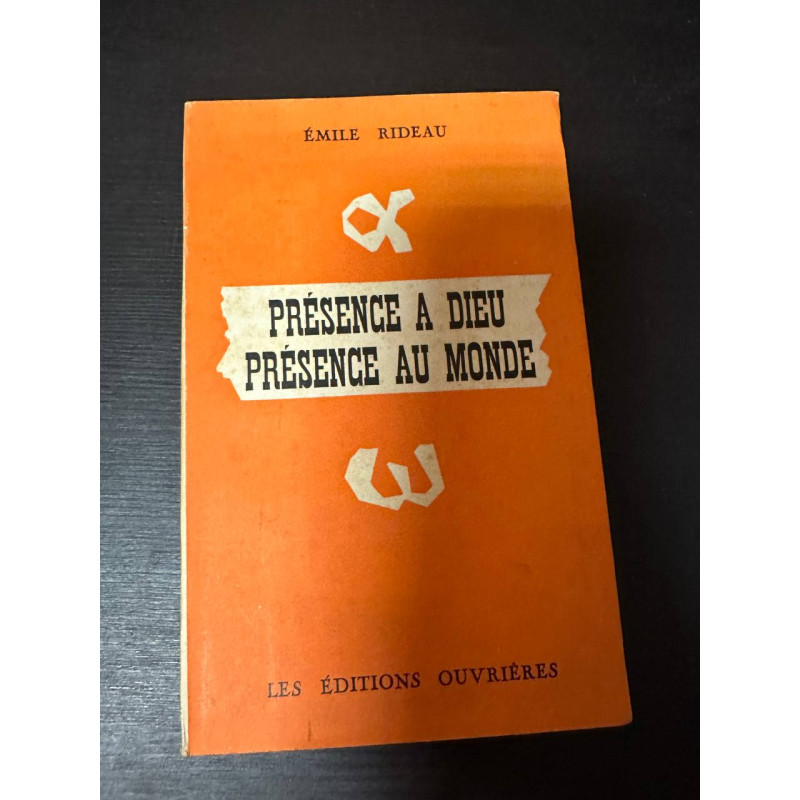 ÉMILE RIDEAU
α
PRÉSENCE A DIEU
PRÉSENCE AU MONDE
ω
LES ÉDITIONS OUVRIÈRES